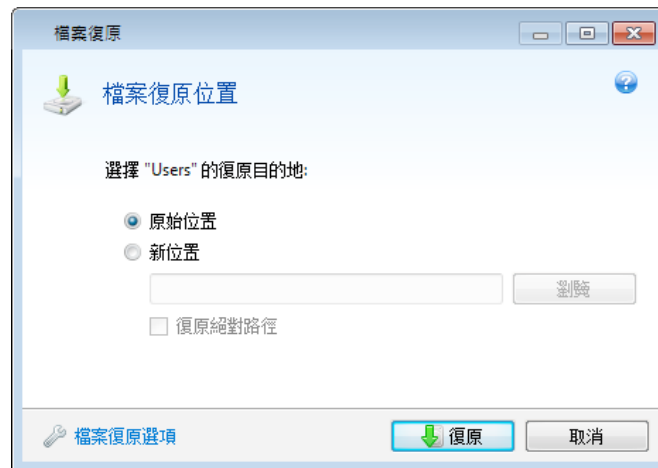 檔案復原
檔案復原位置
選擇 "Users" 的復原目的地:
原始位置
新位置
瀏覽
復原絕對路徑
檔案復原選項
復原
取消